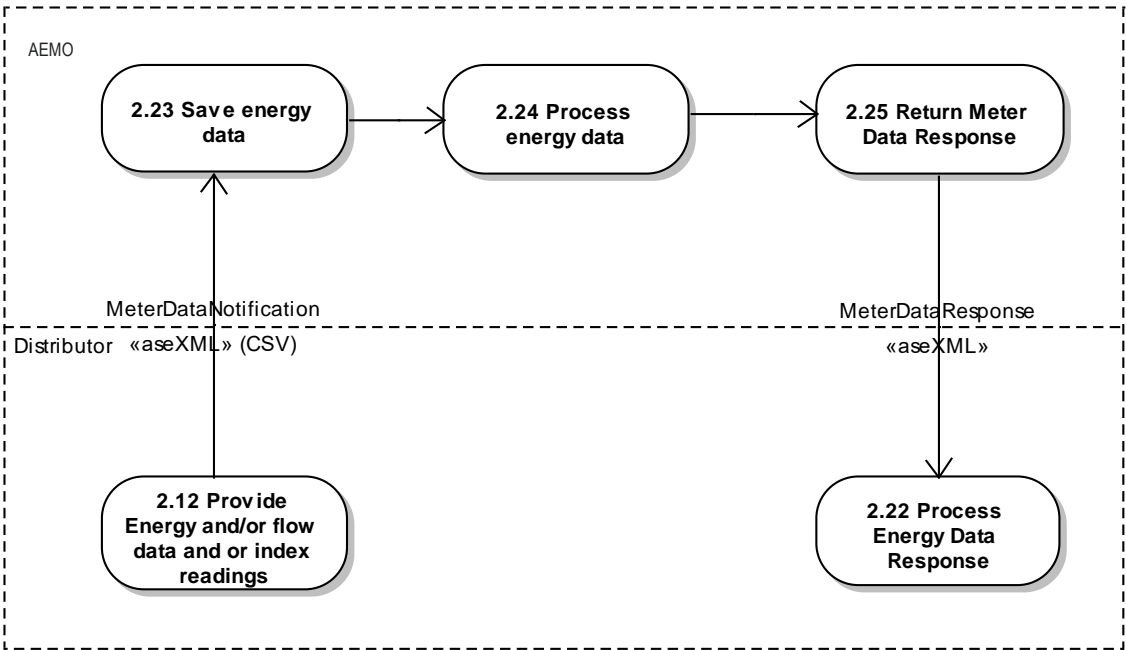 AEMO
2.23 Save energy
data
2.24 Process
energy data
2.25 Return Meter
Data Response
MeterDataNotification
MeterDataResponse
Distributor
«aseXML» (CSV)
«aseXML»
2.12 Provide
Energy and/or flow
data and or index
readings
2.22 Process
Energy Data
Response